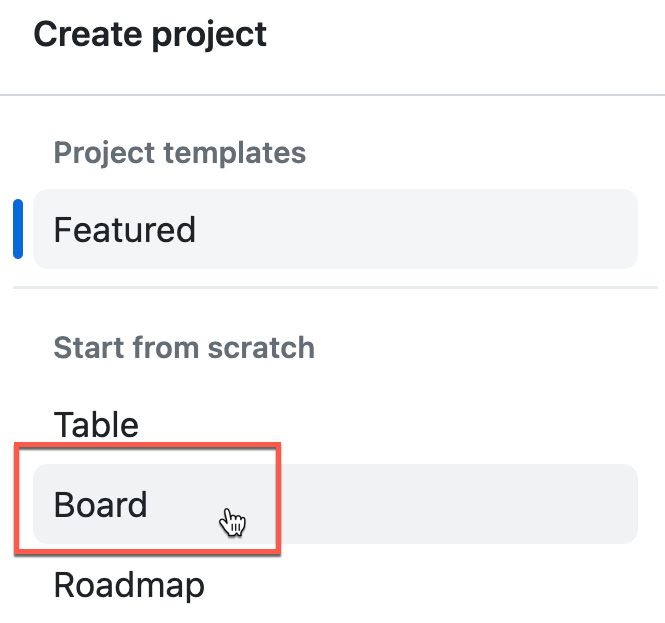 Create project
Project templates
Featured
Start from scratch
Table
Board
Roadmap